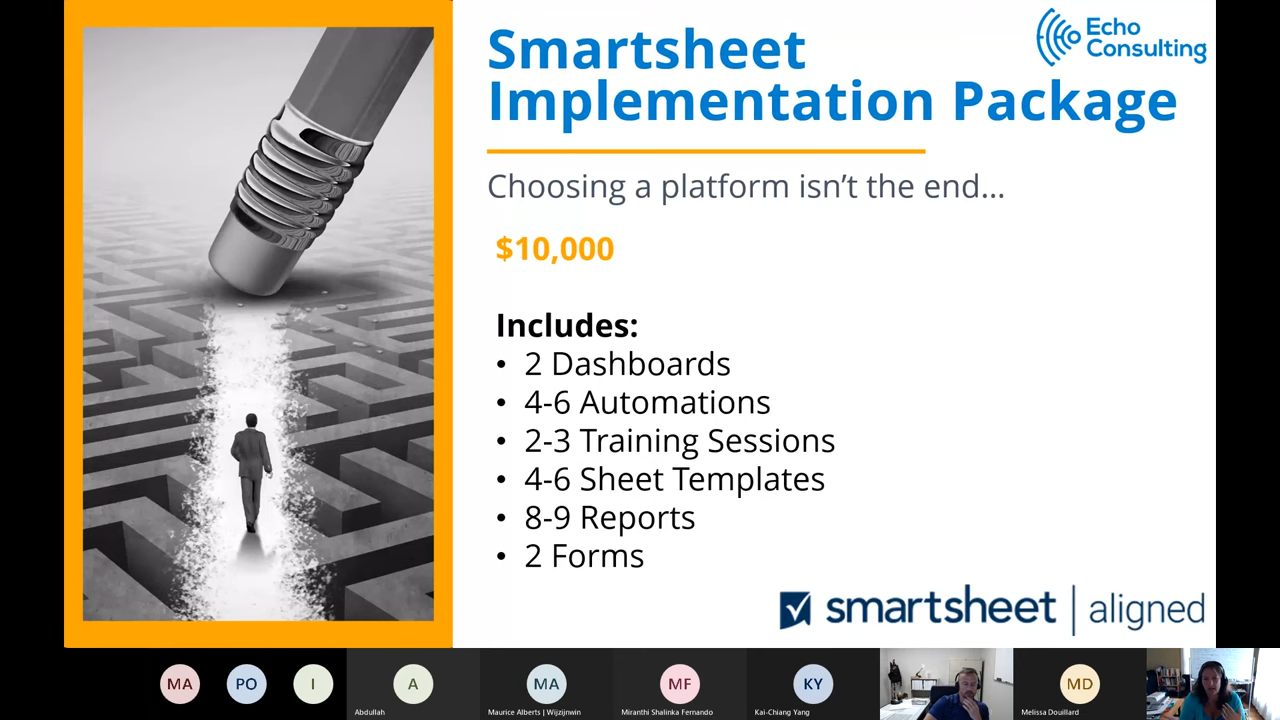 Smartsheet
Implementation Package
Echo
Consulting
Choosing a platform isn’t the end...
$10,000
Includes:
• 2 Dashboards
• 4-6 Automations
• 2-3 Training Sessions
• 4-6 Sheet Templates
• 8-9 Reports
• 2 Forms
smartsheet | aligned
MA
PO
I
A
MA
MF
KY
MD
Abdullah
Maurice Alberts | Wijzijnwin
Miranthi Shalinka Fernando
Kai-Chiang Yang
Melissa Douillard